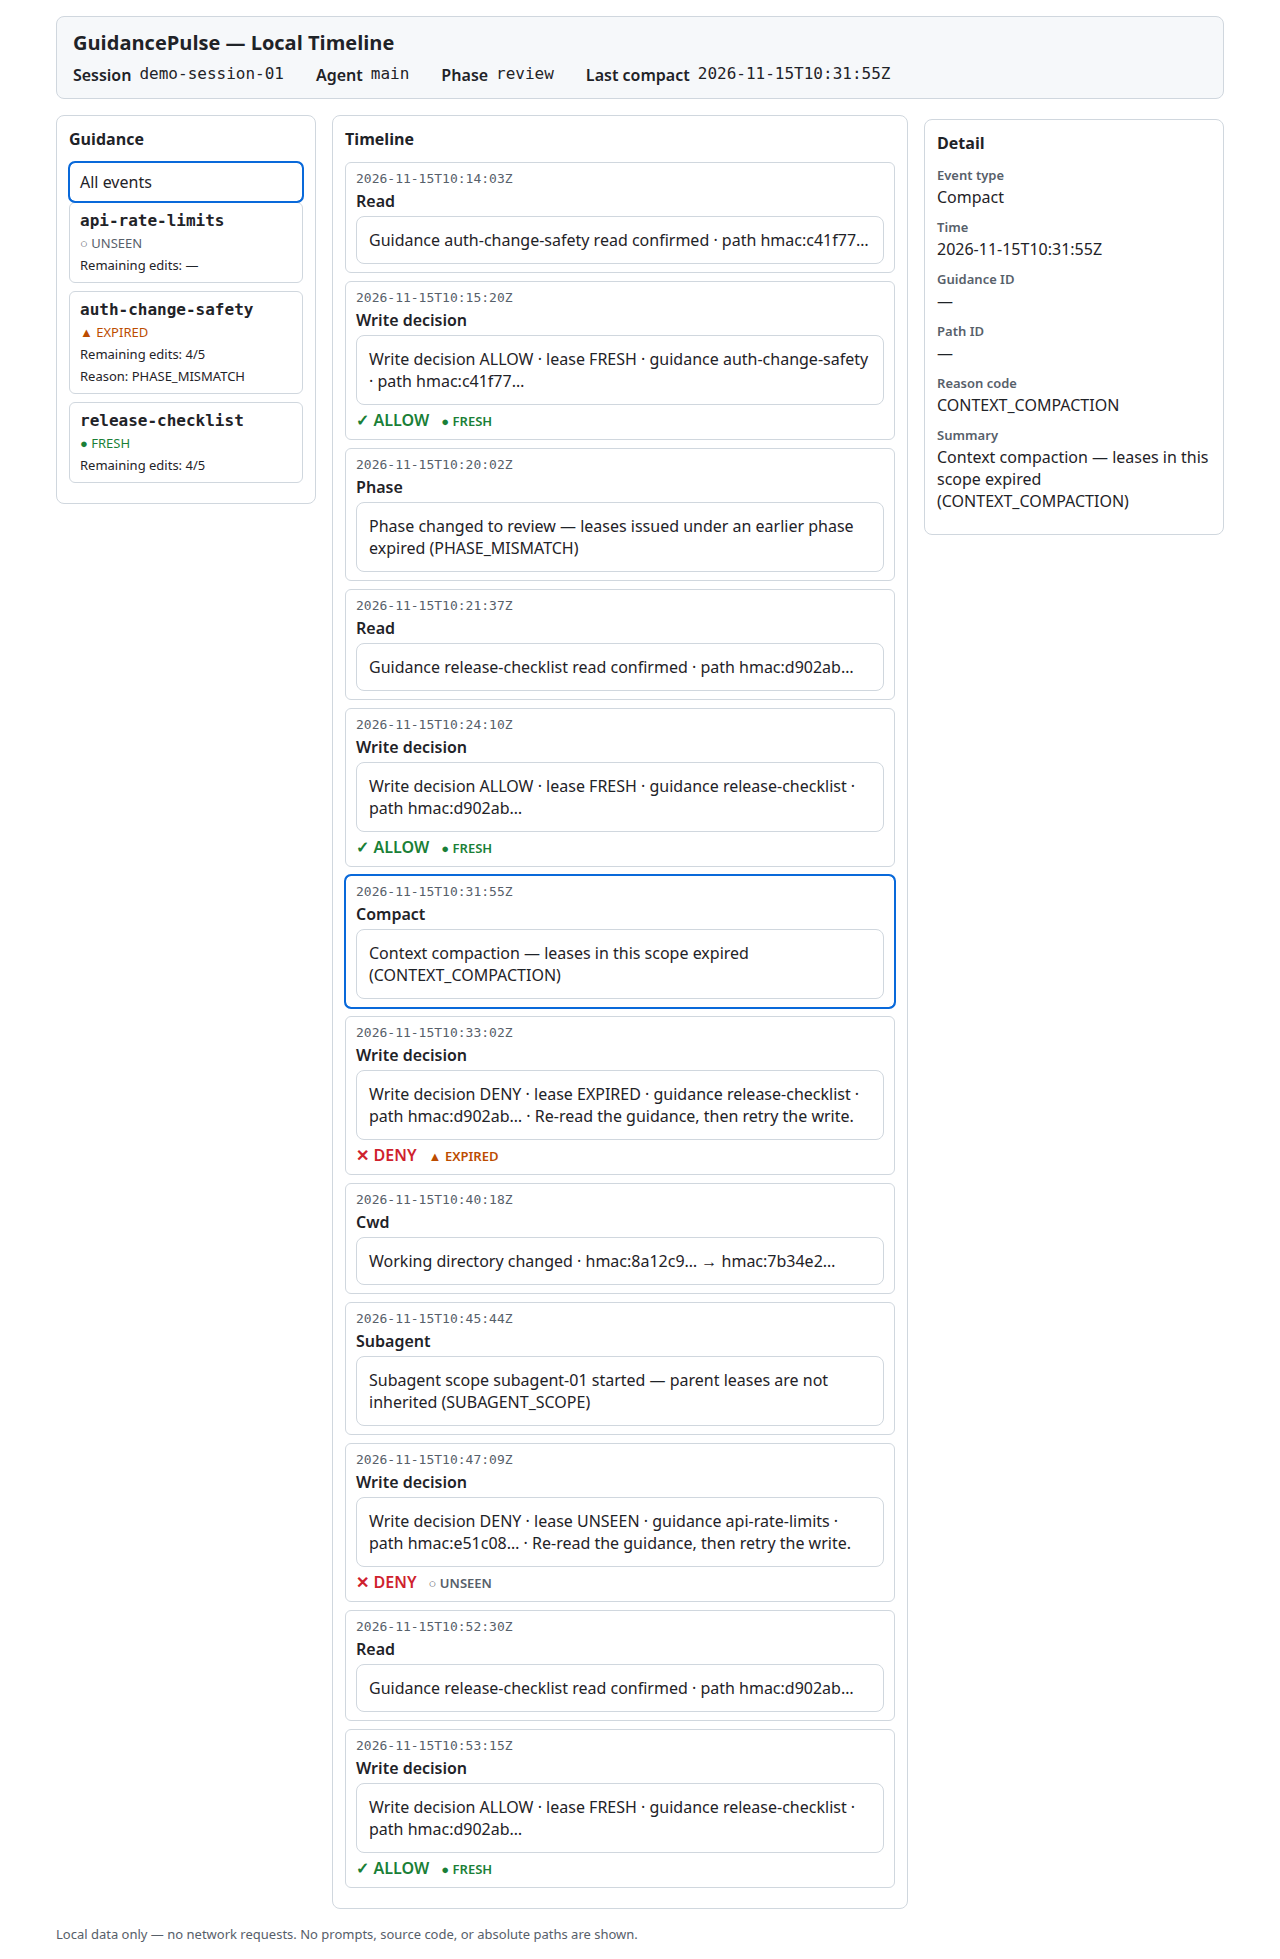 GuidancePulse — Local Timeline
Session demo-session-01 Agent main Phase review Last compact 2026-11-15T10:31:55Z
Guidance
All events
api-rate-limits
○ UNSEEN
Remaining edits: —
auth-change-safety
▲ EXPIRED
Remaining edits: 4/5
Reason: PHASE_MISMATCH
release-checklist
● FRESH
Remaining edits: 4/5
Timeline
2026-11-15T10:14:03Z
Read
Guidance auth-change-safety read confirmed · path hmac:c41f77…
2026-11-15T10:15:20Z
Write decision
Write decision ALLOW · lease FRESH · guidance auth-change-safety
· path hmac:c41f77…
✓ ALLOW ● FRESH
2026-11-15T10:20:02Z
Phase
Phase changed to review — leases issued under an earlier phase
expired (PHASE_MISMATCH)
2026-11-15T10:21:37Z
Read
Guidance release-checklist read confirmed · path hmac:d902ab…
2026-11-15T10:24:10Z
Write decision
Write decision ALLOW · lease FRESH · guidance release-checklist ·
path hmac:d902ab…
✓ ALLOW ● FRESH
2026-11-15T10:31:55Z
Compact
Context compaction — leases in this scope expired
(CONTEXT_COMPACTION)
2026-11-15T10:33:02Z
Write decision
Write decision DENY · lease EXPIRED · guidance release-checklist ·
path hmac:d902ab… · Re-read the guidance, then retry the write.
✕ DENY ▲ EXPIRED
2026-11-15T10:40:18Z
Cwd
Working directory changed · hmac:8a12c9… → hmac:7b34e2…
2026-11-15T10:45:44Z
Subagent
Subagent scope subagent-01 started — parent leases are not
inherited (SUBAGENT_SCOPE)
2026-11-15T10:47:09Z
Write decision
Write decision DENY · lease UNSEEN · guidance api-rate-limits ·
path hmac:e51c08… · Re-read the guidance, then retry the write.
✕ DENY ○ UNSEEN
2026-11-15T10:52:30Z
Read
Guidance release-checklist read confirmed · path hmac:d902ab…
2026-11-15T10:53:15Z
Write decision
Write decision ALLOW · lease FRESH · guidance release-checklist ·
path hmac:d902ab…
✓ ALLOW ● FRESH
Detail
Event type
Compact
Time
2026-11-15T10:31:55Z
Guidance ID
—
Path ID
—
Reason code
CONTEXT_COMPACTION
Summary
Context compaction — leases in this
scope expired
(CONTEXT_COMPACTION)
Local data only — no network requests. No prompts, source code, or absolute paths are shown.